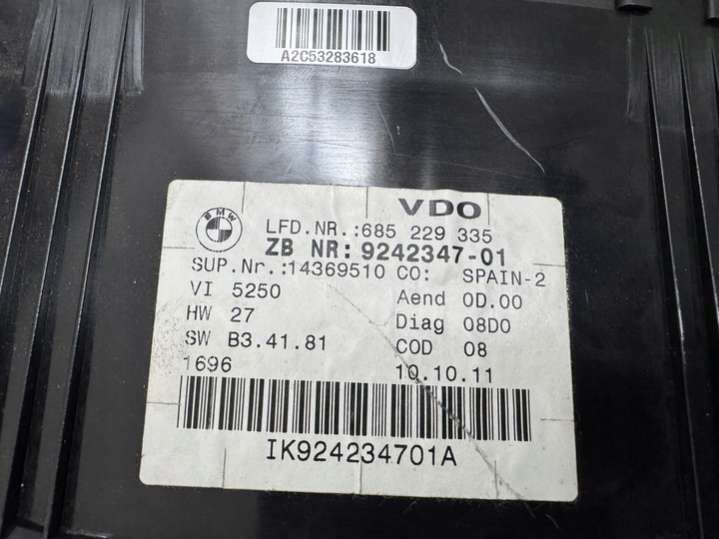 A2C53283618
BMW
VDO
LFD.NR.:685 229 335
ZB NR: 9242347-01
SUP.Nr.:14369510 CO: SPAIN-2
VI 5250 Aend 0D.00
HW 27 Diag 08D0
SW B3.41.81 COD 08
1696 10.10.11
IK924234701A